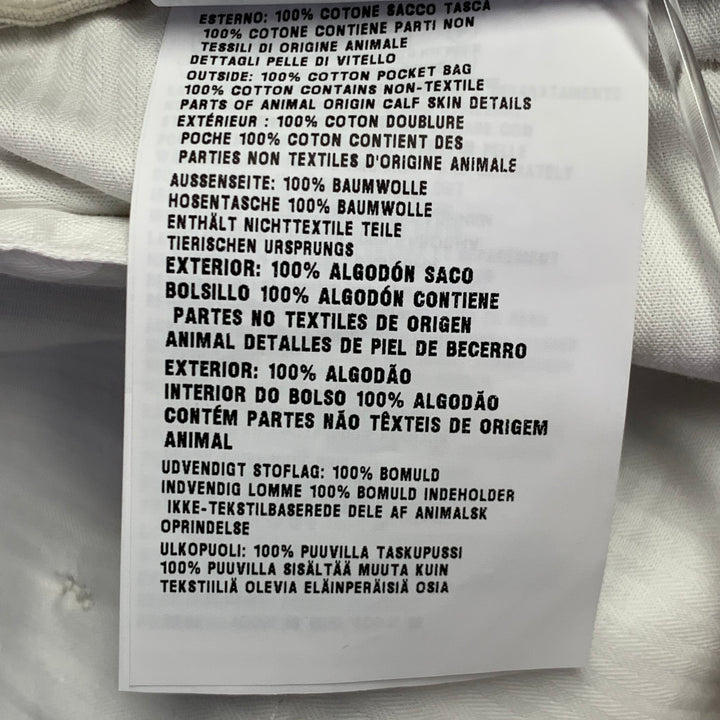 ESTERNO: 100% COTONE SACCO TASCA
100% COTONE CONTIENE PARTI NON
TESSILI DI ORIGINE ANIMALE
DETTAGLI PELLE DI VITELLO
OUTSIDE: 100% COTTON POCKET BAG
100% COTTON CONTAINS NON-TEXTILE
PARTS OF ANIMAL ORIGIN CALF SKIN DETAILS
EXTÉRIEUR : 100% COTON DOUBLURE
POCHE 100% COTON CONTIENT DES
PARTIES NON TEXTILES D'ORIGINE ANIMALE
AUSSENSEITE: 100% BAUMWOLLE
HOSENTASCHE 100% BAUMWOLLE
ENTHÄLT NICHTTEXTILE TEILE
TIERISCHEN URSPRUNGS
EXTERIOR: 100% ALGODÓN SACO
BOLSILLO 100% ALGODÓN CONTIENE
PARTES NO TEXTILES DE ORIGEN
ANIMAL DETALLES DE PIEL DE BECERRO
EXTERIOR: 100% ALGODÃO
INTERIOR DO BOLSO 100% ALGODÃO
CONTÉM PARTES NÃO TÊXTEIS DE ORIGEM
ANIMAL
UDVENDIGT STOFLAG: 100% BOMULD
INDVENDIG LOMME 100% BOMULD INDEHOLDER
IKKE-TEKSTILBASEREDE DELE AF ANIMALSK
OPRINDELSE
ULKOPUOLI: 100% PUUVILLA TASKUPUSSI
100% PUUVILLA SISÄLTÄÄ MUUTA KUIN
TEKSTIILIÄ OLEVIA ELÄINPERÄISIÄ OSIA